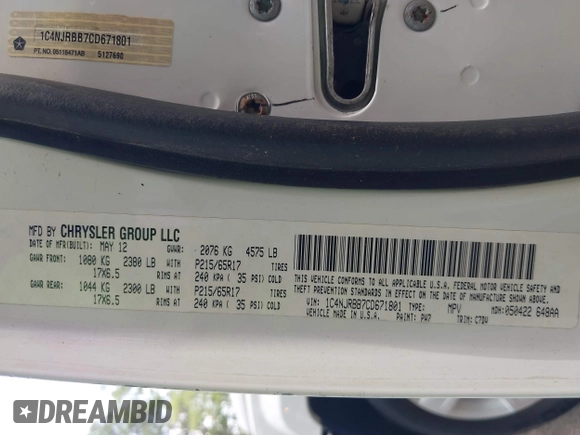 1C4NJRBB7CD671801
PT. NO. 05115471AB 5127690
MFD BY CHRYSLER GROUP LLC
DATE OF MFR(BUILT): MAY 12 GVWR: 2076 KG 4575 LB
GAWR FRONT: 1080 KG 2380 LB WITH P215/65R17 TIRES
17X6.5 RIMS AT 240 KPA ( 35 PSI) COLD
GAWR REAR: 1044 KG 2300 LB WITH P215/65R17 TIRES
17X6.5 RIMS AT 240 KPA ( 35 PSI) COLD
THIS VEHICLE CONFORMS TO ALL APPLICABLE U.S.A. FEDERAL MOTOR VEHICLE SAFETY, BUMPER AND
THEFT PREVENTION STANDARDS IN EFFECT ON THE DATE OF MANUFACTURE SHOWN ABOVE.
VIN: 1C4NJRBB7CD671801 TYPE: MPV MDH: 050422 648AA
VEHICLE MADE IN U.S.A. PAINT: PW7 TRIM: C7DV
DREAMBID